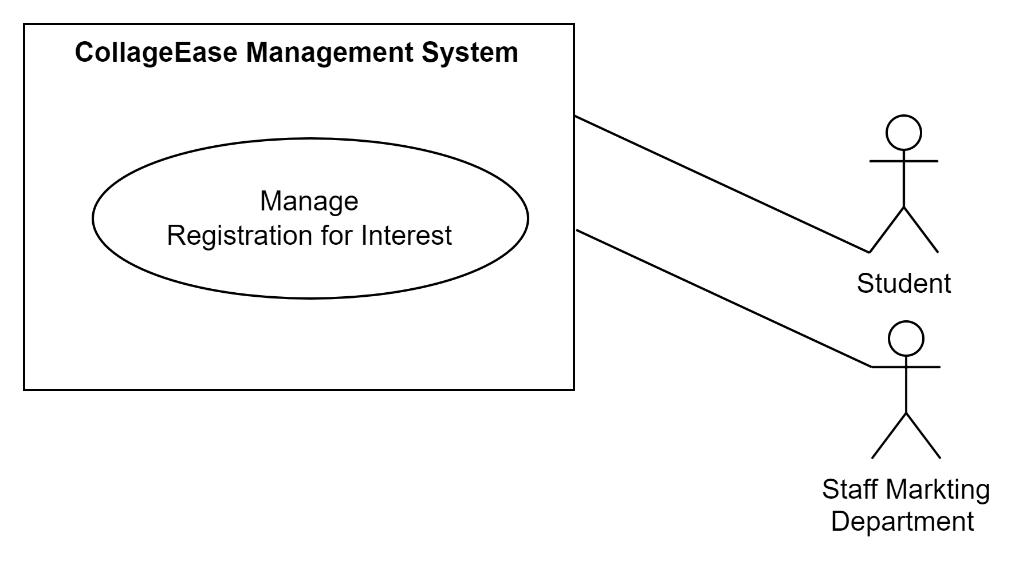 CollageEase Management System
Manage
Registration for Interest
Student
Staff Markting
Department